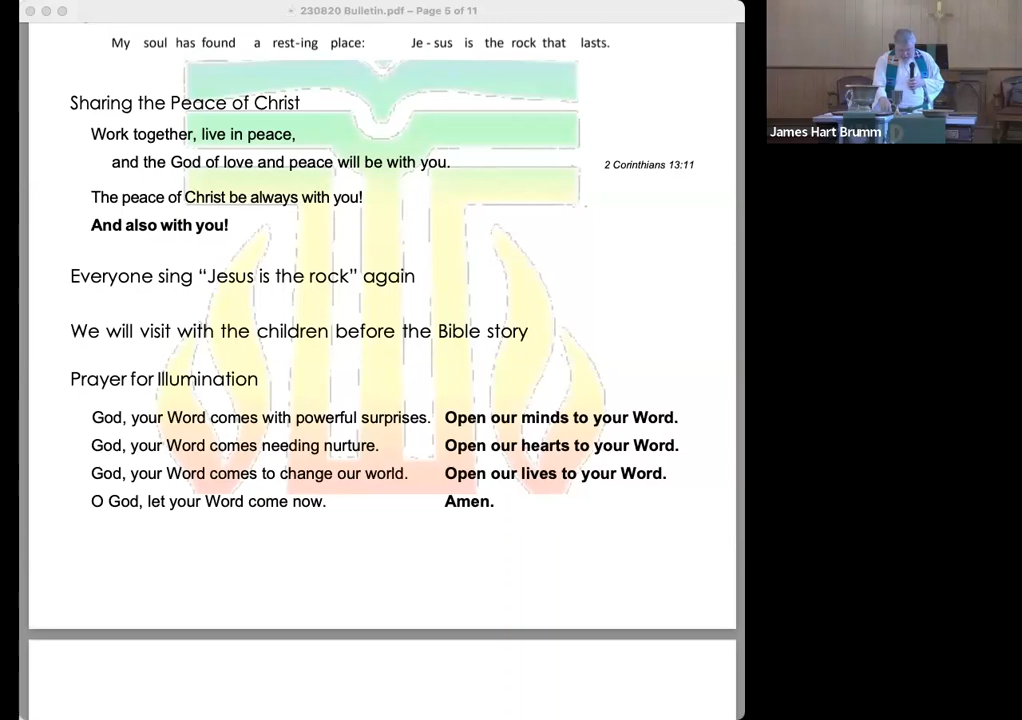 230820 Bulletin.pdf – Page 5 of 11
My soul has found a rest-ing place: Je - sus is the rock that lasts.
Sharing the Peace of Christ
Work together, live in peace,
and the God of love and peace will be with you. 2 Corinthians 13:11
The peace of Christ be always with you!
And also with you!
Everyone sing “Jesus is the rock” again
We will visit with the children before the Bible story
Prayer for Illumination
God, your Word comes with powerful surprises. Open our minds to your Word.
God, your Word comes needing nurture. Open our hearts to your Word.
God, your Word comes to change our world. Open our lives to your Word.
O God, let your Word come now. Amen.
James Hart Brumm